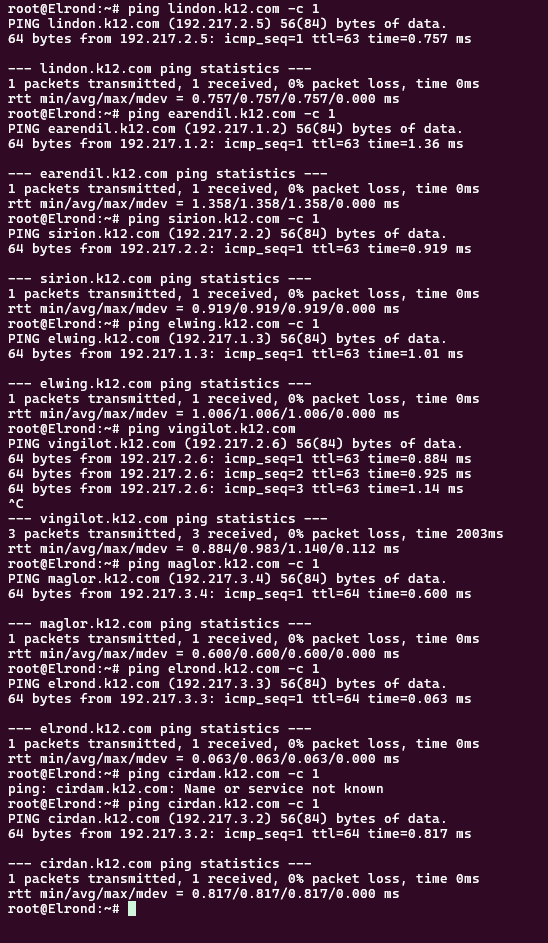 root@Elrond:~# ping lindon.k12.com -c 1
PING lindon.k12.com (192.217.2.5) 56(84) bytes of data.
64 bytes from 192.217.2.5: icmp_seq=1 ttl=63 time=0.757 ms

--- lindon.k12.com ping statistics ---
1 packets transmitted, 1 received, 0% packet loss, time 0ms
rtt min/avg/max/mdev = 0.757/0.757/0.757/0.000 ms
root@Elrond:~# ping earendil.k12.com -c 1
PING earendil.k12.com (192.217.1.2) 56(84) bytes of data.
64 bytes from 192.217.1.2: icmp_seq=1 ttl=63 time=1.36 ms

--- earendil.k12.com ping statistics ---
1 packets transmitted, 1 received, 0% packet loss, time 0ms
rtt min/avg/max/mdev = 1.358/1.358/1.358/0.000 ms
root@Elrond:~# ping sirion.k12.com -c 1
PING sirion.k12.com (192.217.2.2) 56(84) bytes of data.
64 bytes from 192.217.2.2: icmp_seq=1 ttl=63 time=0.919 ms

--- sirion.k12.com ping statistics ---
1 packets transmitted, 1 received, 0% packet loss, time 0ms
rtt min/avg/max/mdev = 0.919/0.919/0.919/0.000 ms
root@Elrond:~# ping elwing.k12.com -c 1
PING elwing.k12.com (192.217.1.3) 56(84) bytes of data.
64 bytes from 192.217.1.3: icmp_seq=1 ttl=63 time=1.01 ms

--- elwing.k12.com ping statistics ---
1 packets transmitted, 1 received, 0% packet loss, time 0ms
rtt min/avg/max/mdev = 1.006/1.006/1.006/0.000 ms
root@Elrond:~# ping vingilot.k12.com
PING vingilot.k12.com (192.217.2.6) 56(84) bytes of data.
64 bytes from 192.217.2.6: icmp_seq=1 ttl=63 time=0.884 ms
64 bytes from 192.217.2.6: icmp_seq=2 ttl=63 time=0.925 ms
64 bytes from 192.217.2.6: icmp_seq=3 ttl=63 time=1.14 ms
^C
--- vingilot.k12.com ping statistics ---
3 packets transmitted, 3 received, 0% packet loss, time 2003ms
rtt min/avg/max/mdev = 0.884/0.983/1.140/0.112 ms
root@Elrond:~# ping maglor.k12.com -c 1
PING maglor.k12.com (192.217.3.4) 56(84) bytes of data.
64 bytes from 192.217.3.4: icmp_seq=1 ttl=64 time=0.600 ms

--- maglor.k12.com ping statistics ---
1 packets transmitted, 1 received, 0% packet loss, time 0ms
rtt min/avg/max/mdev = 0.600/0.600/0.600/0.000 ms
root@Elrond:~# ping elrond.k12.com -c 1
PING elrond.k12.com (192.217.3.3) 56(84) bytes of data.
64 bytes from 192.217.3.3: icmp_seq=1 ttl=64 time=0.063 ms

--- elrond.k12.com ping statistics ---
1 packets transmitted, 1 received, 0% packet loss, time 0ms
rtt min/avg/max/mdev = 0.063/0.063/0.063/0.000 ms
root@Elrond:~# ping cirdam.k12.com -c 1
ping: cirdam.k12.com: Name or service not known
root@Elrond:~# ping cirdan.k12.com -c 1
PING cirdan.k12.com (192.217.3.2) 56(84) bytes of data.
64 bytes from 192.217.3.2: icmp_seq=1 ttl=64 time=0.817 ms

--- cirdan.k12.com ping statistics ---
1 packets transmitted, 1 received, 0% packet loss, time 0ms
rtt min/avg/max/mdev = 0.817/0.817/0.817/0.000 ms
root@Elrond:~#